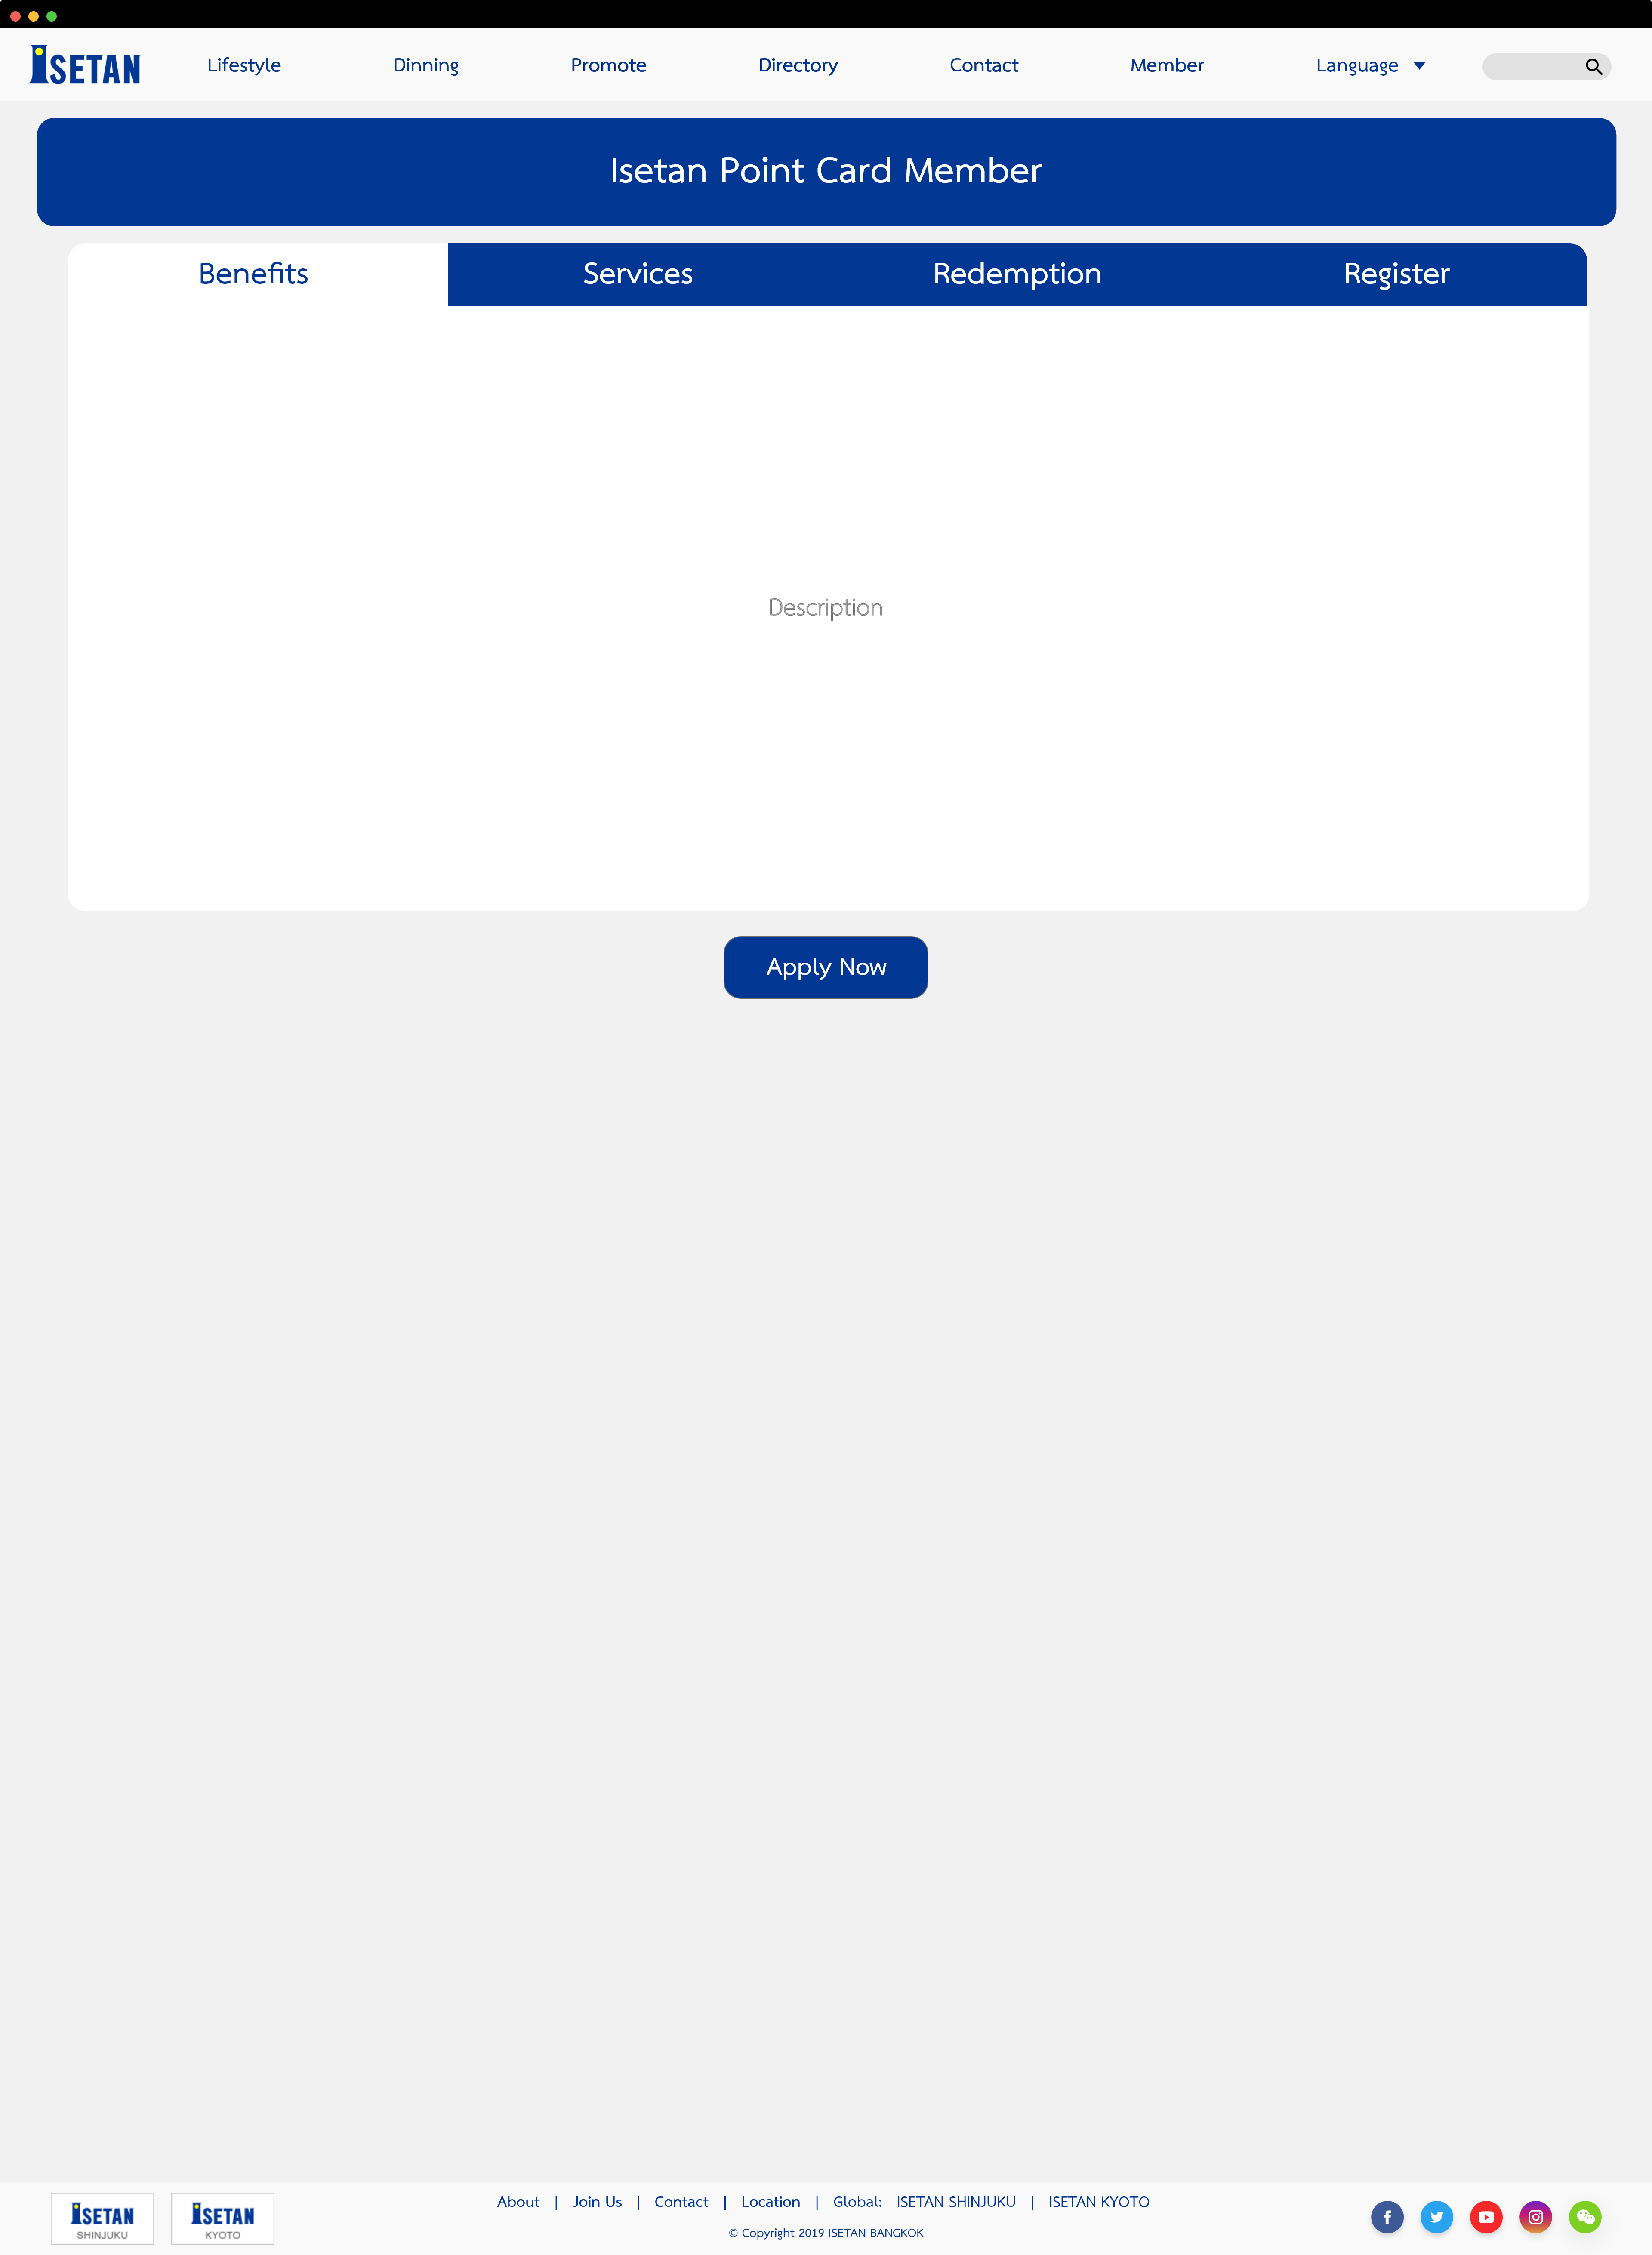 ISETAN Lifestyle Dinning Promote Directory Contact Member Language
Isetan Point Card Member
Benefits Services Redemption Register
Description
Apply Now
ISETAN SHINJUKU
ISETAN KYOTO
About | Join Us | Contact | Location | Global: ISETAN SHINJUKU | ISETAN KYOTO
© Copyright 2019 ISETAN BANGKOK